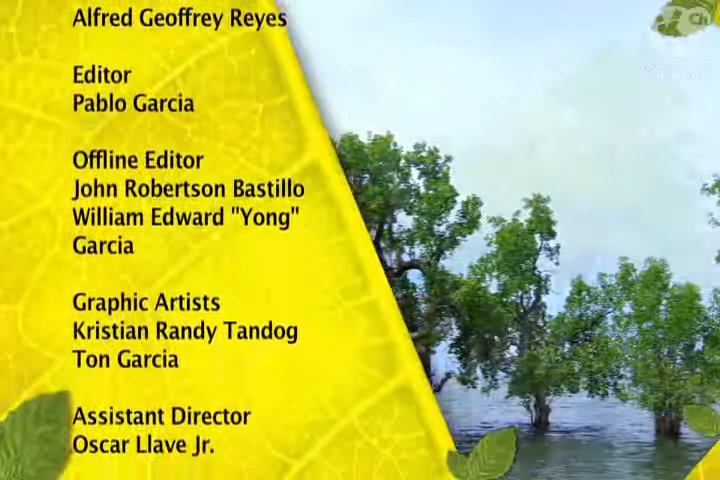 Alfred Geoffrey Reyes
Editor
Pablo Garcia
Offline Editor
John Robertson Bastillo
William Edward "Yong"
Garcia
Graphic Artists
Kristian Randy Tandog
Ton Garcia
Assistant Director
Oscar Llave Jr.